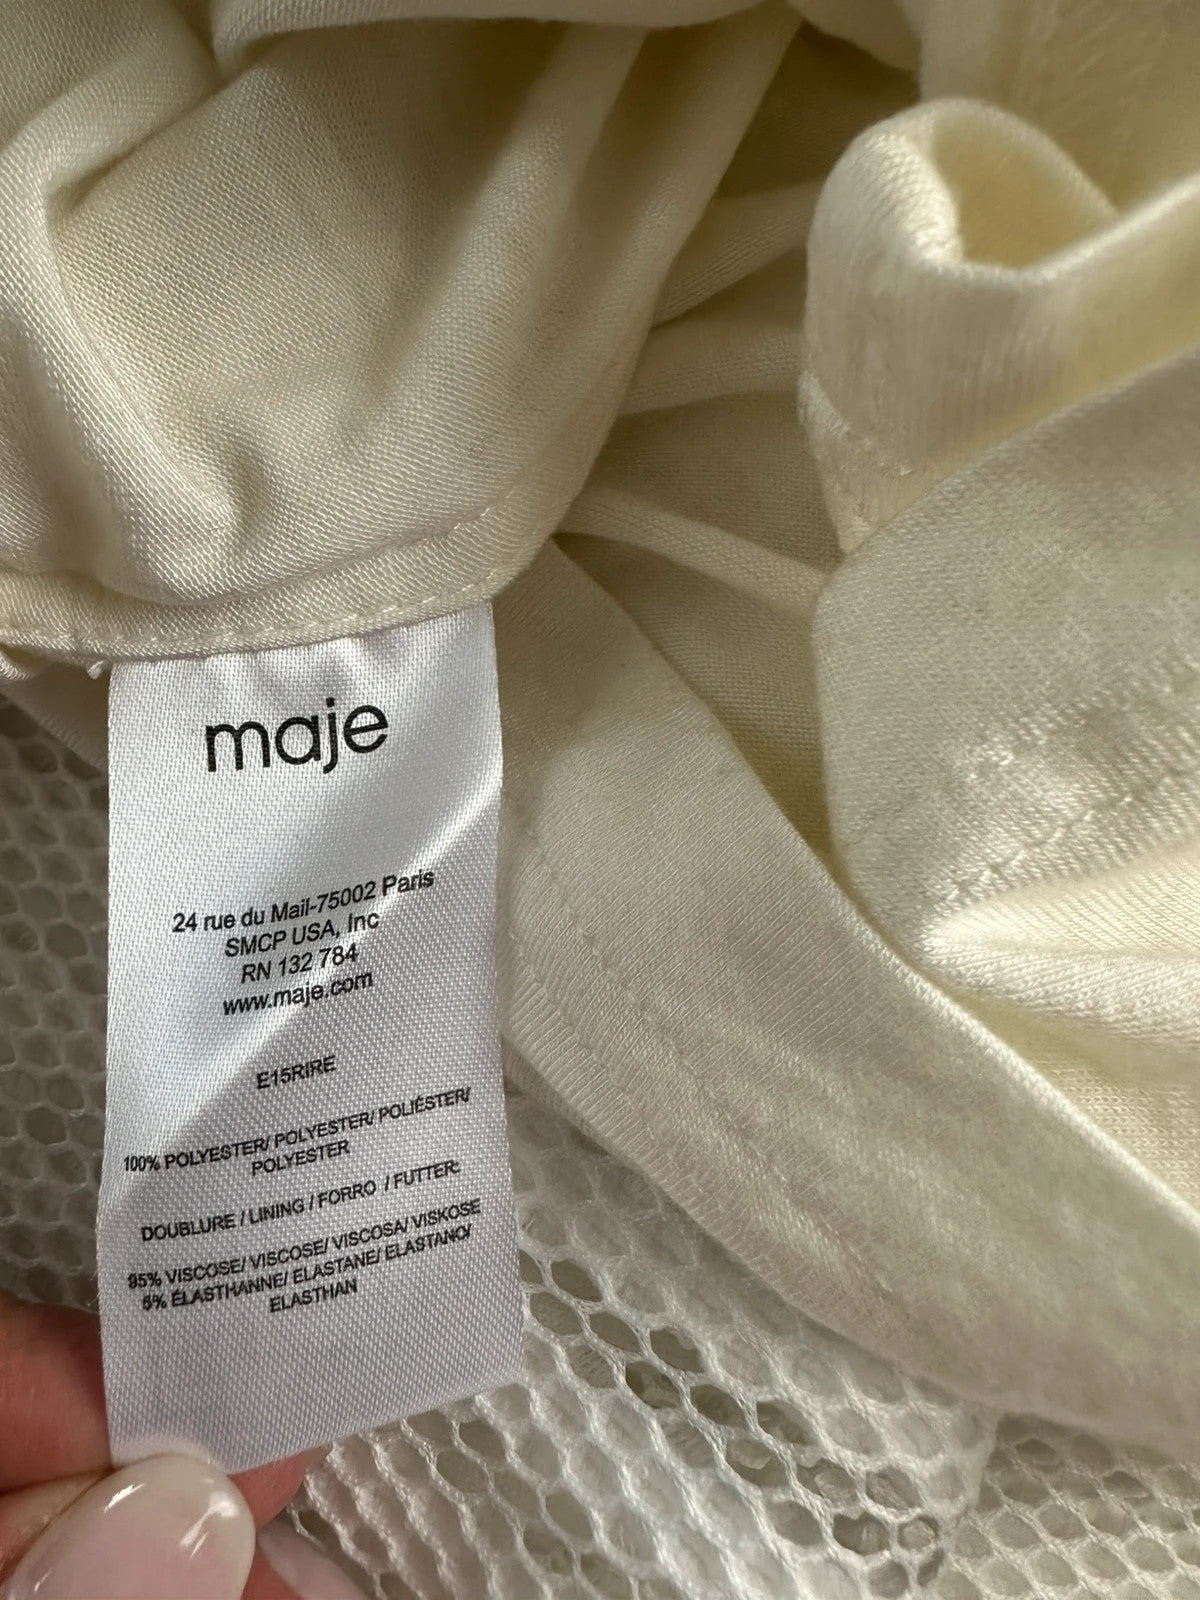 maje
24 rue du Mail-75002 Paris
SMCP USA, Inc
RN 132 784
www.maje.com
E15RIRE
100% POLYESTER/ POLYESTER/ POLIÉSTER/
POLYESTER
DOUBLURE / LINING / FORRO / FUTTER:
95% VISCOSE/ VISCOSE/ VISCOSA/ VISKOSE
5% ÉLASTHANNE/ ELASTANE/ ELASTANO/
ELASTHAN